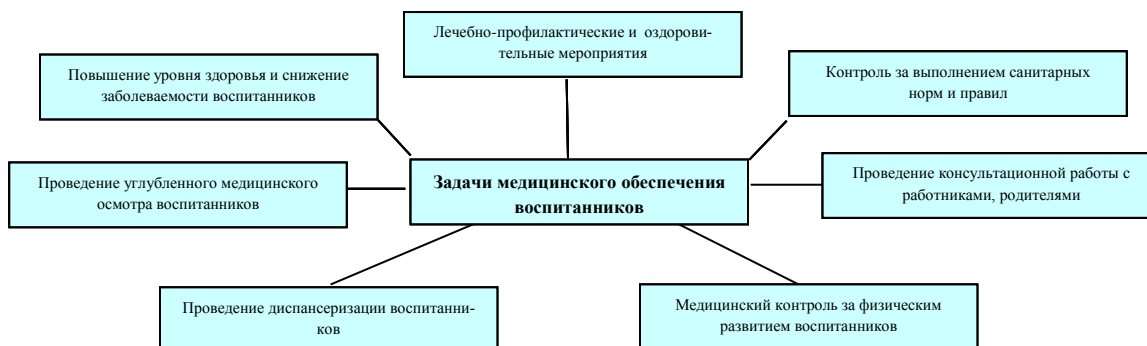 Лечебно-профилактические и оздорови-
тельные мероприятия
Повышение уровня здоровья и снижение
заболеваемости воспитанников
Контроль за выполнением санитарных
норм и правил
Проведение углубленного медицинского
осмотра воспитанников
Задачи медицинского обеспечения
воспитанников
Проведение консультационной работы с
работниками, родителями
Проведение диспансеризации воспитанни-
ков
Медицинский контроль за физическим
развитием воспитанников